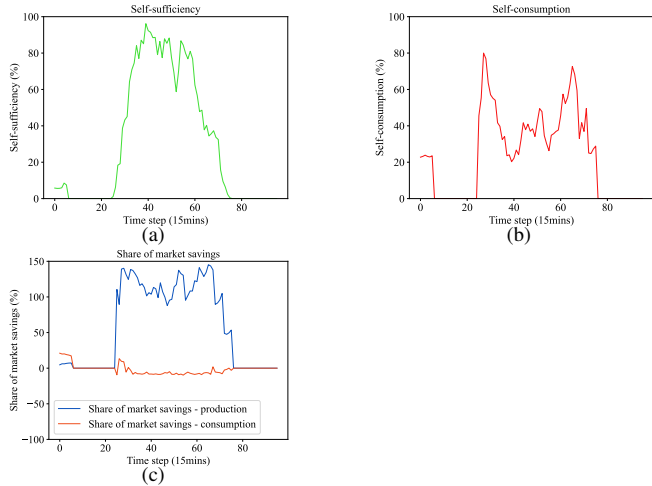 Self-sufficiency
100
80
60
40
20
0
Self-sufficiency (%)
0 20 40 60 80
Time step (15mins)
(a)
Self-consumption
100
80
60
40
20
0
Self-consumption (%)
0 20 40 60 80
Time step (15mins)
(b)
Share of market savings
150
100
50
0
−50
−100
Share of market savings (%)
Share of market savings - production
Share of market savings - consumption
0 20 40 60 80
Time step (15mins)
(c)